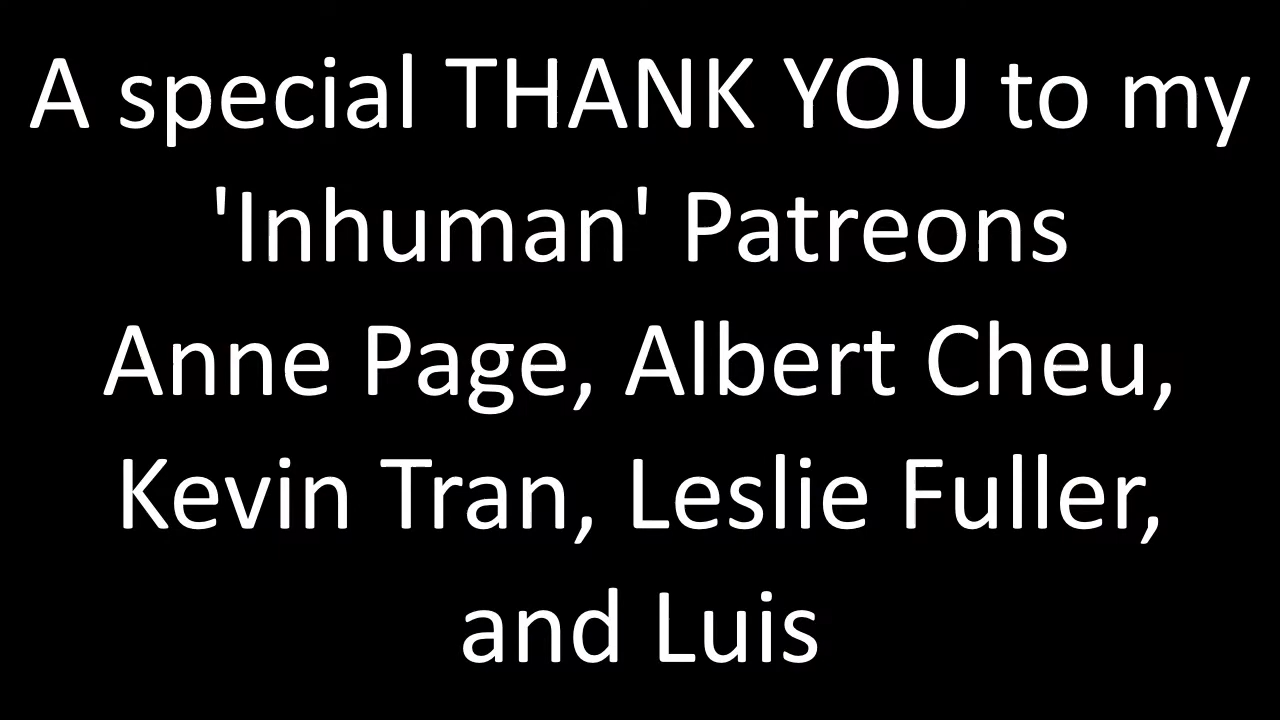 A special THANK YOU to my
'Inhuman' Patreons
Anne Page, Albert Cheu,
Kevin Tran, Leslie Fuller,
and Luis